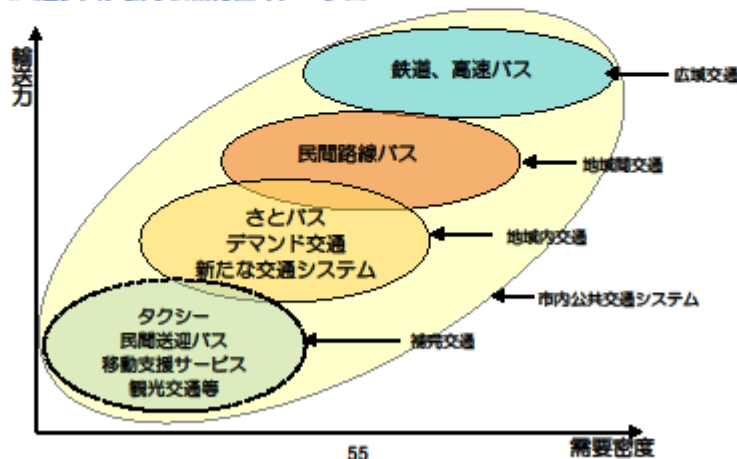 輸送力
鉄道、高速バス
広域交通
民間路線バス
地域間交通
さとバス
デマンド交通
新たな交通システム
地域内交通
市内公共交通システム
タクシー
民間送迎バス
移動支援サービス
観光交通等
補完交通
需要密度
55